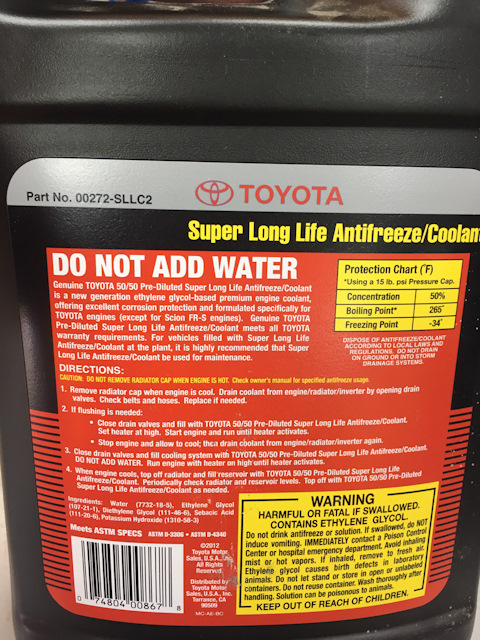 Part No. 00272-SLLC2
TOYOTA
Super Long Life Antifreeze/Coolant
DO NOT ADD WATER
Genuine TOYOTA 50/50 Pre-Diluted Super Long Life Antifreeze/Coolant
is a new generation ethylene glycol-based premium engine coolant,
offering excellent corrosion protection and formulated specifically for
TOYOTA engines (except for Scion FR-S engines). Genuine TOYOTA
Pre-Diluted Super Long Life Antifreeze/Coolant meets all TOYOTA
warranty requirements. For vehicles filled with Super Long Life
Antifreeze/Coolant at the plant, it is highly recommended that Super
Long Life Antifreeze/Coolant be used for maintenance.
Protection Chart (°F)
*Using a 15 lb. psi Pressure Cap.
Concentration 50%
Boiling Point* 265°
Freezing Point -34°
DISPOSE OF ANTIFREEZE/COOLANT
ACCORDING TO LOCAL LAWS AND
REGULATIONS. DO NOT DRAIN
ON GROUND OR INTO STORM
DRAINAGE SYSTEMS.
DIRECTIONS:
CAUTION: DO NOT REMOVE RADIATOR CAP WHEN ENGINE IS HOT. Check owner's manual for specified antifreeze usage.
1. Remove radiator cap when engine is cool. Drain coolant from engine/radiator/inverter by opening drain
valves. Check belts and hoses. Replace if needed.
2. If flushing is needed:
• Close drain valves and fill with TOYOTA 50/50 Pre-Diluted Super Long Life Antifreeze/Coolant.
Set heater at high. Start engine and run until heater activates.
• Stop engine and allow to cool; then drain coolant from engine/radiator/inverter again.
3. Close drain valves and fill cooling system with TOYOTA 50/50 Pre-Diluted Super Long Life Antifreeze/Coolant.
DO NOT ADD WATER. Run engine with heater on high until heater activates.
4. When engine cools, top off radiator and fill reservoir with TOYOTA 50/50 Pre-Diluted Super Long Life
Antifreeze/Coolant. Periodically check radiator and reservoir levels. Top off with TOYOTA 50/50 Pre-Diluted
Super Long Life Antifreeze/Coolant as needed.
Ingredients: Water (7732-18-5), Ethylene Glycol
(107-21-1), Diethylene Glycol (111-46-6), Sebacic Acid
(111-20-6), Potassium Hydroxide (1310-58-3)
Meets ASTM SPECS ASTM D-3306 • ASTM D-4340
0 74804 00867 8
©2012
Toyota Motor
Sales, U.S.A., Inc.
All Rights
Reserved.
Distributed by
Toyota Motor
Sales, U.S.A., Inc.
Torrance, CA
90509
MC-AE-BC
WARNING
HARMFUL OR FATAL IF SWALLOWED.
CONTAINS ETHYLENE GLYCOL.
Do not drink antifreeze or solution. If swallowed, do NOT
induce vomiting. IMMEDIATELY contact a Poison Control
Center or hospital emergency department. Avoid inhaling
mist or hot vapors. If inhaled, remove to fresh air.
Ethylene glycol causes birth defects in laboratory
animals. Do not let stand or store in open or unlabeled
containers. Do not reuse container. Wash thoroughly after
handling. Solution can be poisonous to animals.
KEEP OUT OF REACH OF CHILDREN.